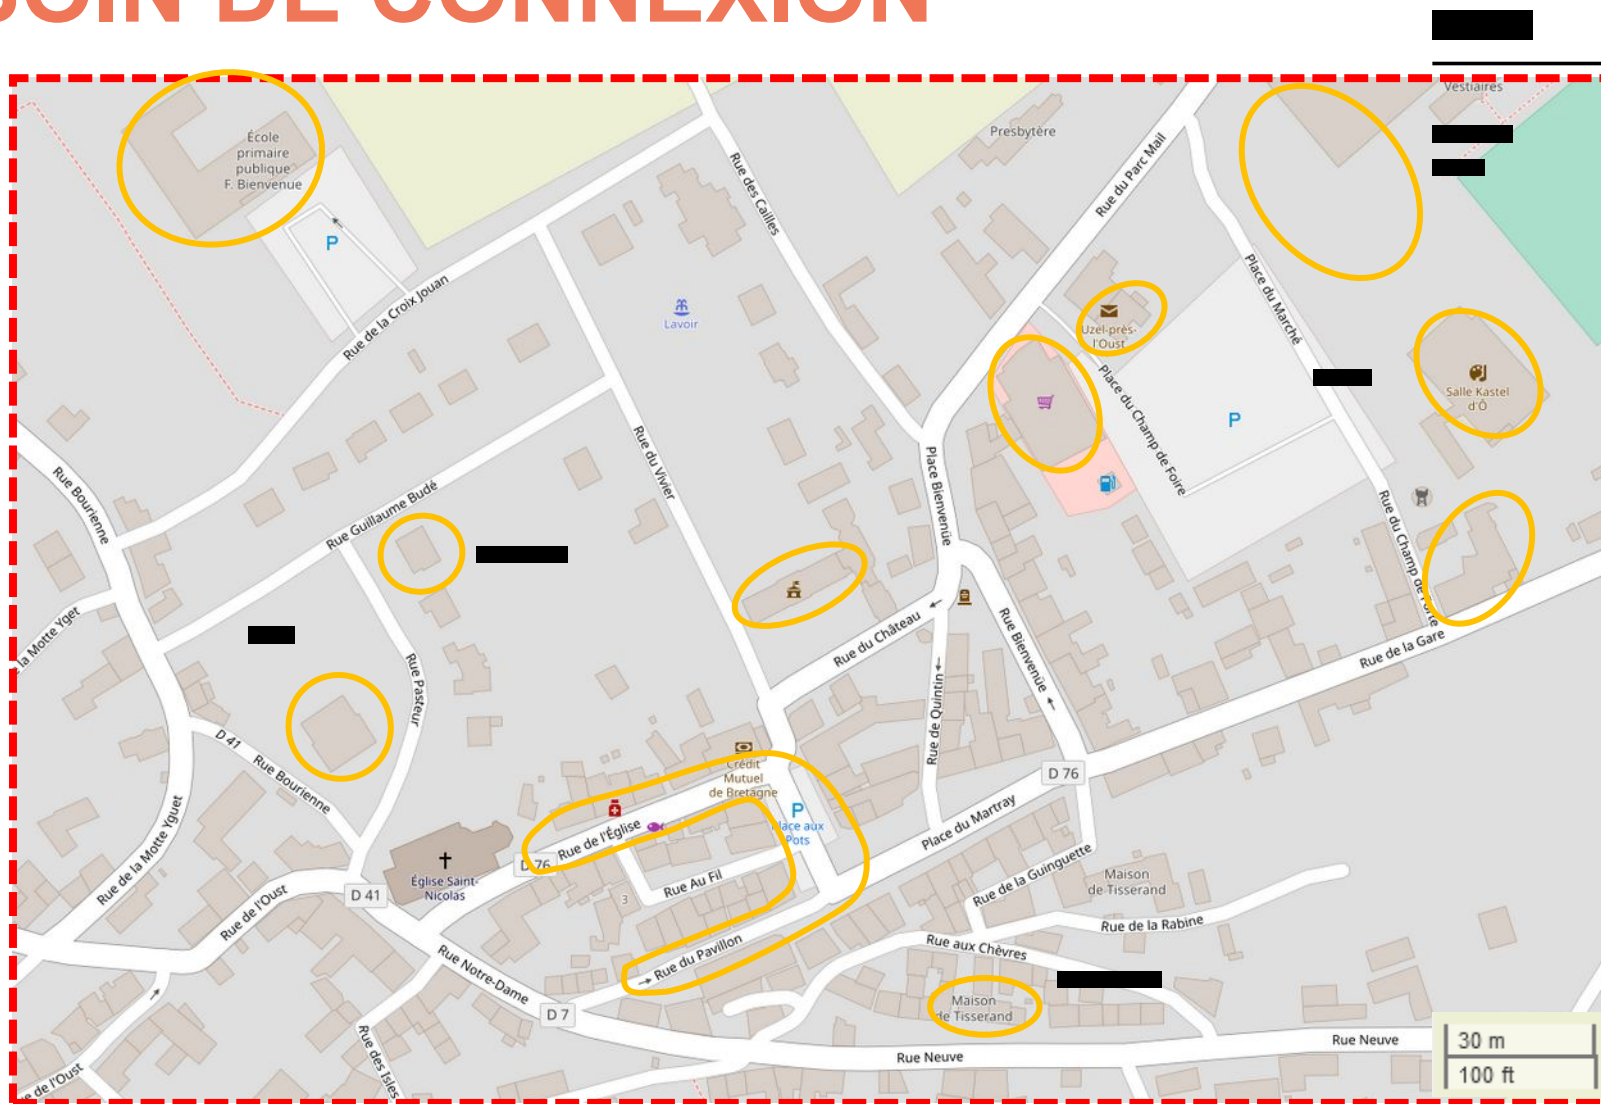 SOIN DE CONNEXION
Vestiaires
École
primaire
publique
F. Bienvenue
P
Presbytère
Rue des Cailles
Rue du Parc Mail
Rue de la Croix Jouan
Lavoir
Uzel-près-
l'Oust
Place du Marché
Salle Kastel
d'Ô
Place du Champ de Foire
P
Rue du Vivier
Place Bienvenüe
Rue Bourienne
Rue Guillaume Budé
Rue du Champ de Foire
la Motte Yget
Rue Pasteur
Rue du Château
Rue Bienvenüe
Rue de la Gare
Rue de Quintin
D 41
Rue Bourienne
Crédit
Mutuel
de Bretagne
D 76
P
Place aux
Pots
Rue de la Motte Yguet
Rue de l'Église
D 76
Place du Martray
Église Saint-
Nicolas
Rue Au Fil
3
Rue de la Guinguette
Maison
de Tisserand
D 41
Rue de l'Oust
Rue de la Rabine
Rue du Pavillon
Rue aux Chèvres
Rue Notre-Dame
Maison
de Tisserand
D 7
Rue Neuve
Rue Neuve
Rue des Isles
e de l'Oust
30 m
100 ft